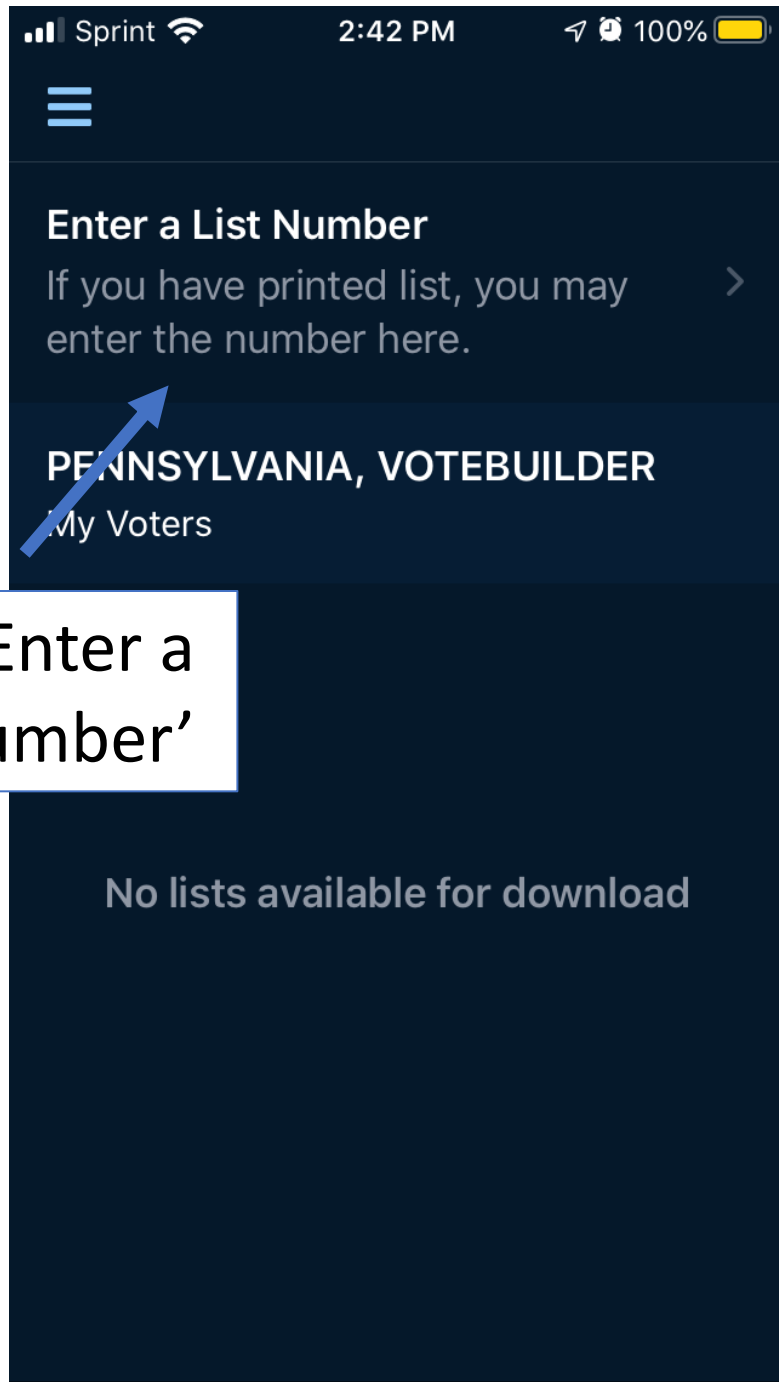 Sprint 2:42 PM 100%
Enter a List Number
If you have printed list, you may
enter the number here.
PENNSYLVANIA, VOTEBUILDER
My Voters
Enter a
umber’
No lists available for download